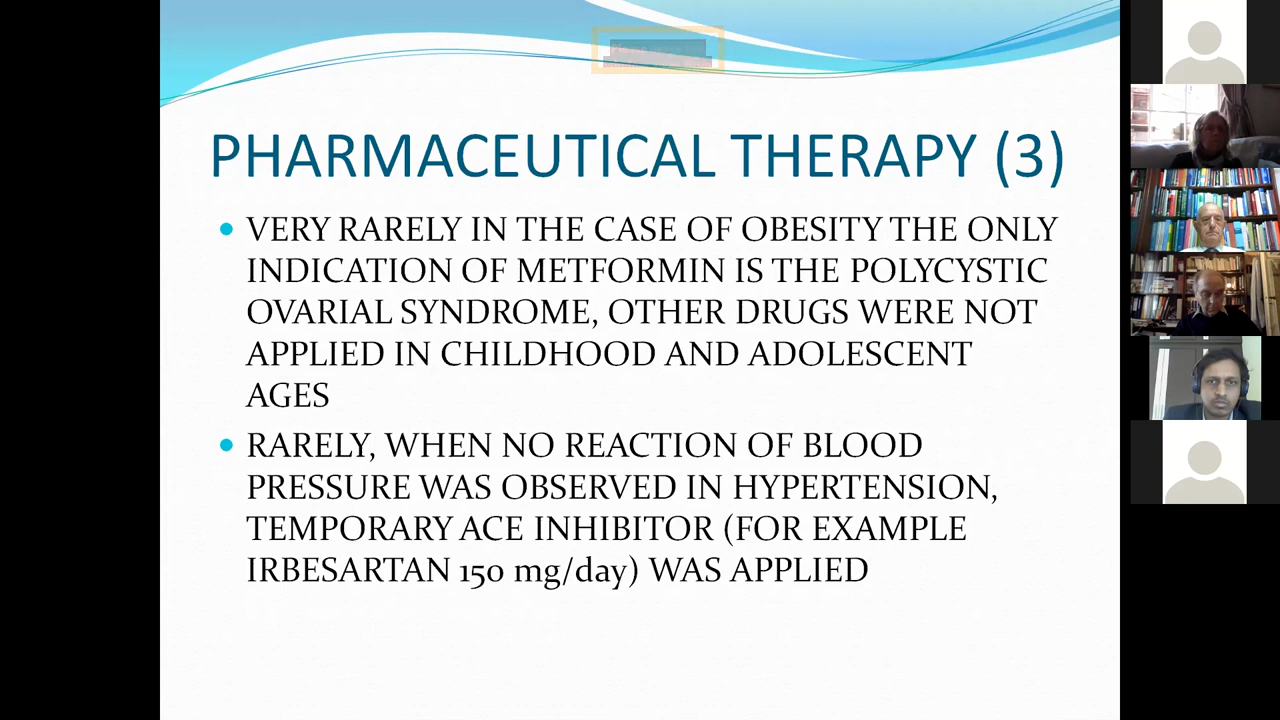 PHARMACEUTICAL THERAPY (3)
VERY RARELY IN THE CASE OF OBESITY THE ONLY
INDICATION OF METFORMIN IS THE POLYCYSTIC
OVARIAL SYNDROME, OTHER DRUGS WERE NOT
APPLIED IN CHILDHOOD AND ADOLESCENT
AGES
RARELY, WHEN NO REACTION OF BLOOD
PRESSURE WAS OBSERVED IN HYPERTENSION,
TEMPORARY ACE INHIBITOR (FOR EXAMPLE
IRBESARTAN 150 mg/day) WAS APPLIED